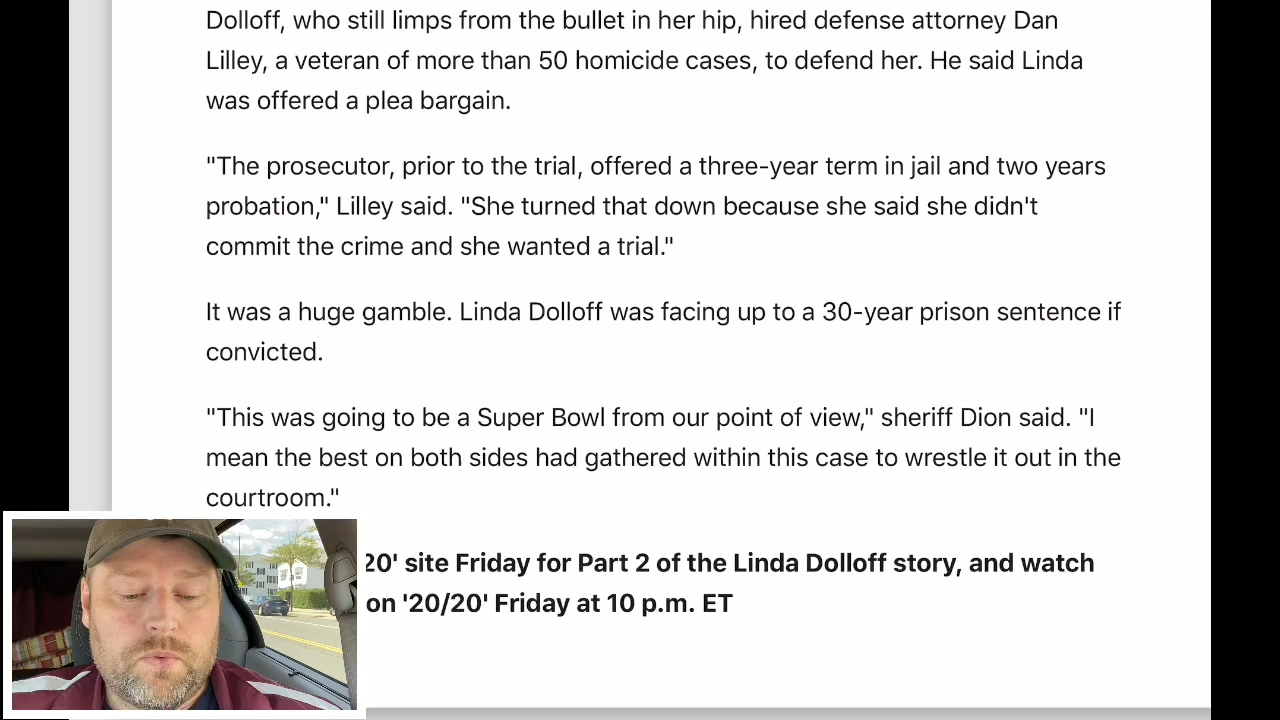 Dolloff, who still limps from the bullet in her hip, hired defense attorney Dan
Lilley, a veteran of more than 50 homicide cases, to defend her. He said Linda
was offered a plea bargain.
"The prosecutor, prior to the trial, offered a three-year term in jail and two years
probation," Lilley said. "She turned that down because she said she didn't
commit the crime and she wanted a trial."
It was a huge gamble. Linda Dolloff was facing up to a 30-year prison sentence if
convicted.
"This was going to be a Super Bowl from our point of view," sheriff Dion said. "I
mean the best on both sides had gathered within this case to wrestle it out in the
courtroom."
20' site Friday for Part 2 of the Linda Dolloff story, and watch
on '20/20' Friday at 10 p.m. ET